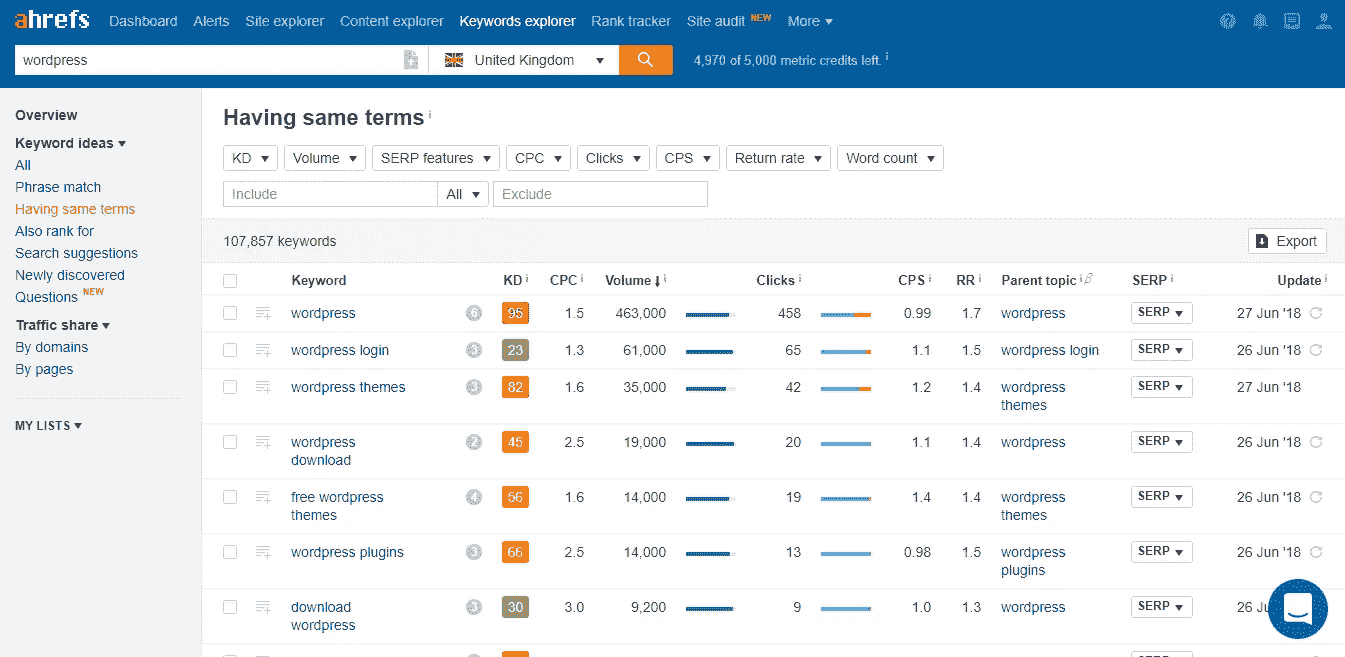 ahrefs Dashboard Alerts Site explorer Content explorer Keywords explorer Rank tracker Site audit NEW More
wordpress United Kingdom 4,970 of 5,000 metric credits left. i
Overview
Keyword ideas
All
Phrase match
Having same terms
Also rank for
Search suggestions
Newly discovered
Questions NEW
Traffic share
By domains
By pages
MY LISTS
Having same terms i
KD Volume SERP features CPC Clicks CPS Return rate Word count
Include All Exclude
107,857 keywords Export
Keyword KD i CPC i Volume i Clicks i CPS i RR i Parent topic i SERP i Update i
wordpress 95 1.5 463,000 458 0.99 1.7 wordpress SERP 27 Jun '18
wordpress login 23 1.3 61,000 65 1.1 1.5 wordpress login SERP 26 Jun '18
wordpress themes 82 1.6 35,000 42 1.2 1.4 wordpress SERP 27 Jun '18
themes
wordpress 45 2.5 19,000 20 1.1 1.4 wordpress SERP 26 Jun '18
download
free wordpress 56 1.6 14,000 19 1.4 1.4 wordpress SERP 26 Jun '18
themes themes
wordpress plugins 66 2.5 14,000 13 0.98 1.5 wordpress SERP 26 Jun '18
plugins
download 30 3.0 9,200 9 1.0 1.3 wordpress SERP 26
wordpress